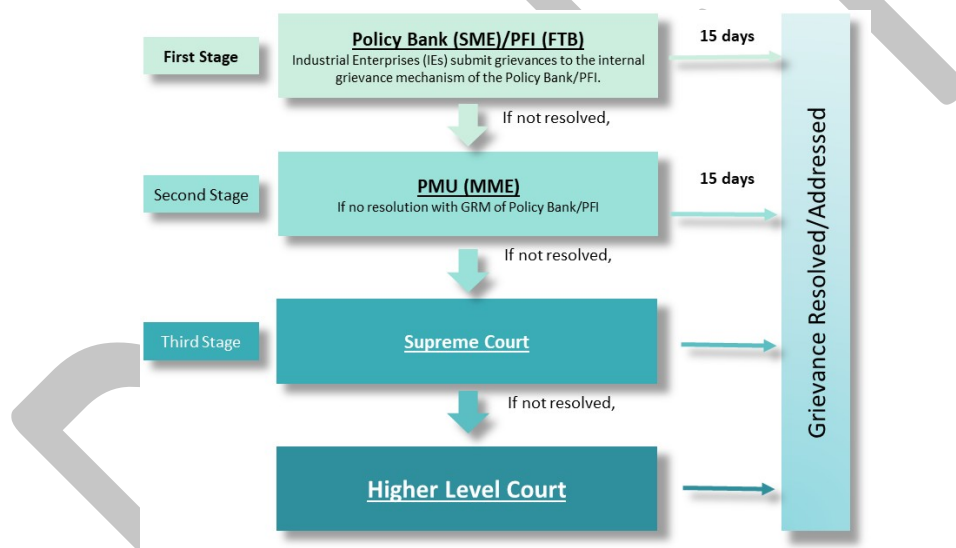 Policy Bank (SME)/PFI (FTB)
15 days
First Stage
Industrial Enterprises (IEs) submit grievances to the internal
grievance mechanism of the Policy Bank/PFI.
If not resolved,
PMU (MME)
15 days
Second Stage
If no resolution with GRM of Policy Bank/PFI
If not resolved,
Third Stage
Supreme Court
If not resolved,
Higher Level Court
Grievance Resolved/Addressed